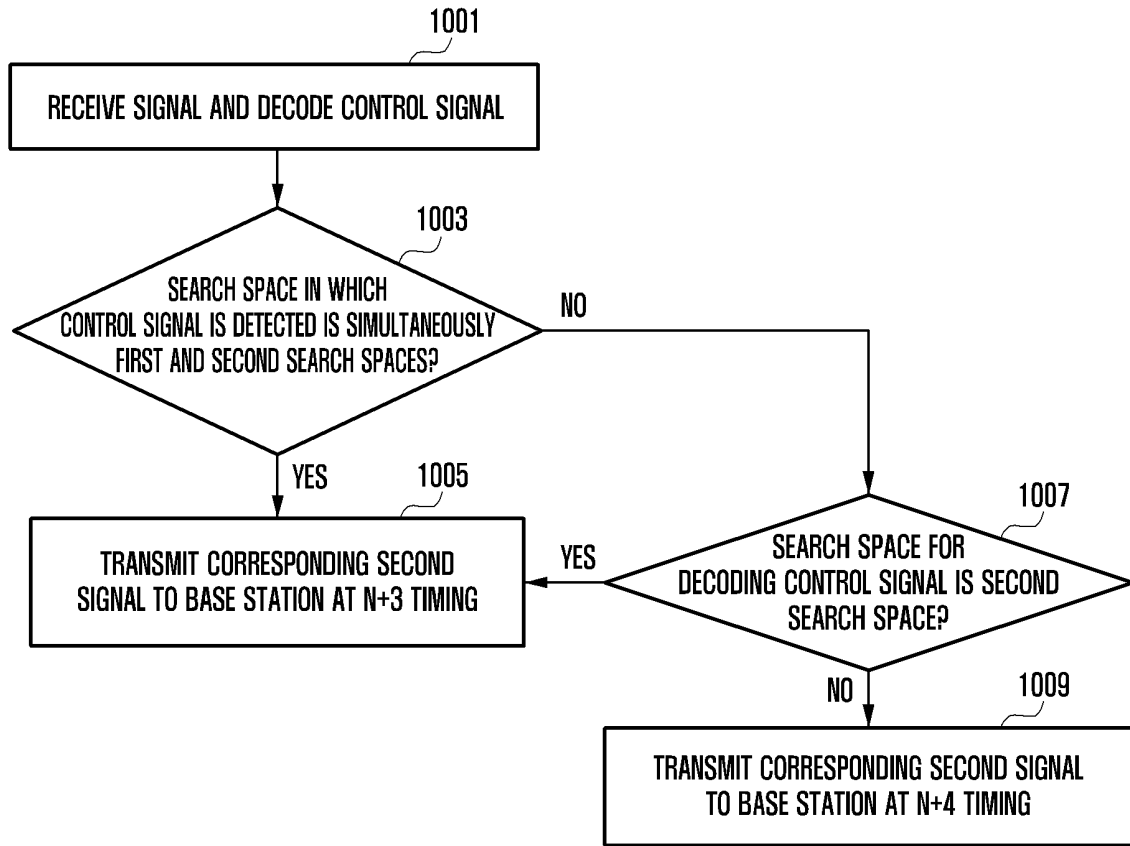 1001
RECEIVE SIGNAL AND DECODE CONTROL SIGNAL
1003
SEARCH SPACE IN WHICH
CONTROL SIGNAL IS DETECTED IS SIMULTANEOUSLY
FIRST AND SECOND SEARCH SPACES?
NO
YES
1005
TRANSMIT CORRESPONDING SECOND
SIGNAL TO BASE STATION AT N+3 TIMING
1007
SEARCH SPACE FOR
DECODING CONTROL SIGNAL IS SECOND
SEARCH SPACE?
YES
NO
1009
TRANSMIT CORRESPONDING SECOND SIGNAL
TO BASE STATION AT N+4 TIMING